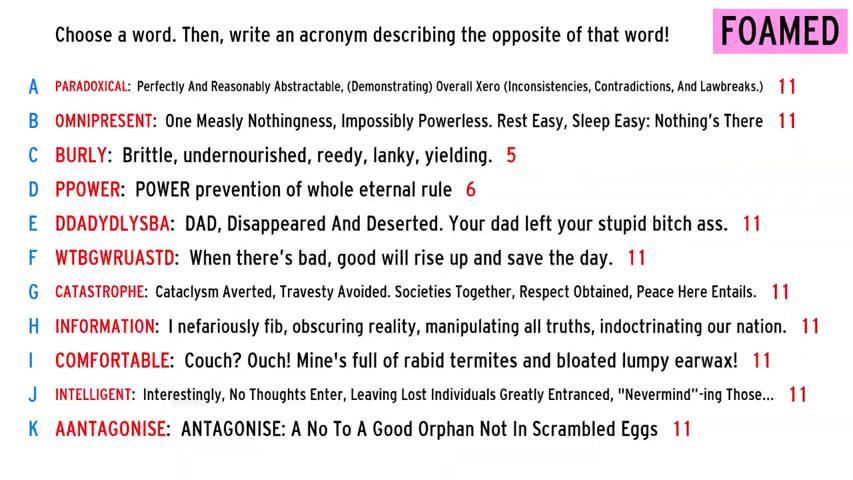 Choose a word. Then, write an acronym describing the opposite of that word!
FOAMED
A PARADOXICAL: Perfectly And Reasonably Abstractable, (Demonstrating) Overall Xero (Inconsistencies, Contradictions, And Lawbreaks.) 11
B OMNIPRESENT: One Measly Nothingness, Impossibly Powerless. Rest Easy, Sleep Easy: Nothing's There 11
C BURLY: Brittle, undernourished, reedy, lanky, yielding. 5
D PPOWER: POWER prevention of whole eternal rule 6
E DDADYDLYSBA: DAD, Disappeared And Deserted. Your dad left your stupid bitch ass. 11
F WTBGWRUASTD: When there's bad, good will rise up and save the day. 11
G CATASTROPHE: Cataclysm Averted, Travesty Avoided. Societies Together, Respect Obtained, Peace Here Entails. 11
H INFORMATION: I nefariously fib, obscuring reality, manipulating all truths, indoctrinating our nation. 11
I COMFORTABLE: Couch? Ouch! Mine's full of rabid termites and bloated lumpy earwax! 11
J INTELLIGENT: Interestingly, No Thoughts Enter, Leaving Lost Individuals Greatly Entranced, "Nevermind"-ing Those... 11
K AANTAGONISE: ANTAGONISE: A No To A Good Orphan Not In Scrambled Eggs 11